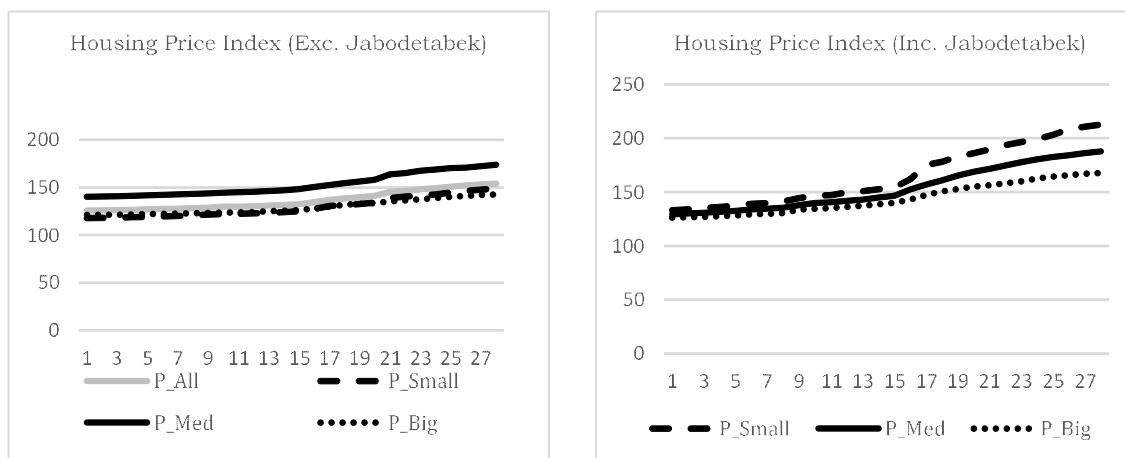 Housing Price Index (Exc. Jabodetabek)
200
150
100
50
0
1 3 5 7 9 11 13 15 17 19 21 23 25 27
P_All P_Small
P_Med P_Big
Housing Price Index (Inc. Jabodetabek)
250
200
150
100
50
0
1 3 5 7 9 11 13 15 17 19 21 23 25 27
P_Small P_Med P_Big